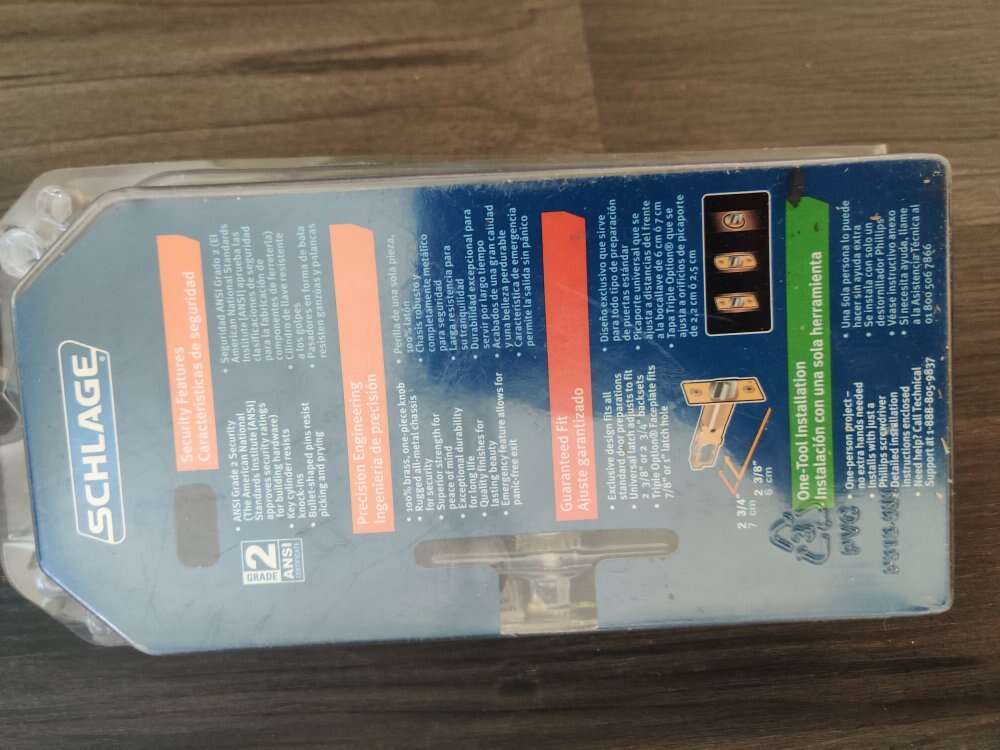 SCHLAGE
Security Features
Características de seguridad
GRADE 2
ANSI
CERTIFICATE
• ANSI Grade 2 Security
(The American National
Standards Institute (ANSI)
approves security ratings
for building hardware)
• Key cylinder resists
knock-ins
• Bullet-shaped pins resist
picking and prying
• Seguridad ANSI Grado 2. (El
American National Standards
Institute (ANSI) aprueba las
clasificaciones de seguridad
para la fabricación de
componentes de ferretería)
• Cilindro de llave resistente
a los golpes
• Pasadores en forma de bala
resisten ganzúas y palancas
Precision Engineering
Ingeniería de precisión
• 100% brass, one-piece knob
• Rugged all-metal chassis
for security
• Superior strength for
peace of mind
• Exceptional durability
for long life
• Quality finishes for
lasting beauty
• Emergency feature allows for
panic-free exit
• Perilla de una sola pieza,
100% latón
• Chasis robusto y
completamente metálico
para seguridad
• Larga resistencia para
su tranquilidad
• Durabilidad excepcional para
servir por largo tiempo
• Acabados de una gran calidad
y una belleza perdurable
• Característica de emergencia
permite la salida sin pánico
Guaranteed Fit
Ajuste garantizado
• Exclusive design fits all
standard door preparations
• Universal latch adjusts to fit
2 3/8" or 2 3/4" backsets
• Triple Option® Faceplate fits
7/8" or 1" latch hole
• Diseño exclusivo que sirve
para todo tipo de preparación
de puertas estándar
• Picaporte universal que se
ajusta a distancias del frente
a la bocallave de 6 cm ó 7 cm
• Tapa Triple Option® que se
ajusta a orificios de picaporte
de 2,2 cm ó 2,5 cm
2 3/4"
7 cm
2 3/8"
6 cm
One-Tool Installation
Instalación con una sola herramienta
• One-person project –
no extra hands needed
• Installs with just a
Phillips screwdriver
• Detailed installation
instructions enclosed
• Need help? Call Technical
Support at 1-888-805-9837
• Una sola persona lo puede
hacer sin ayuda extra
• Se instala con sólo un
destornillador Phillips
• Véase instructivo anexo
• Si necesita ayuda, llame
a la Asistencia Técnica al
01 800 507 7866
3
PVC